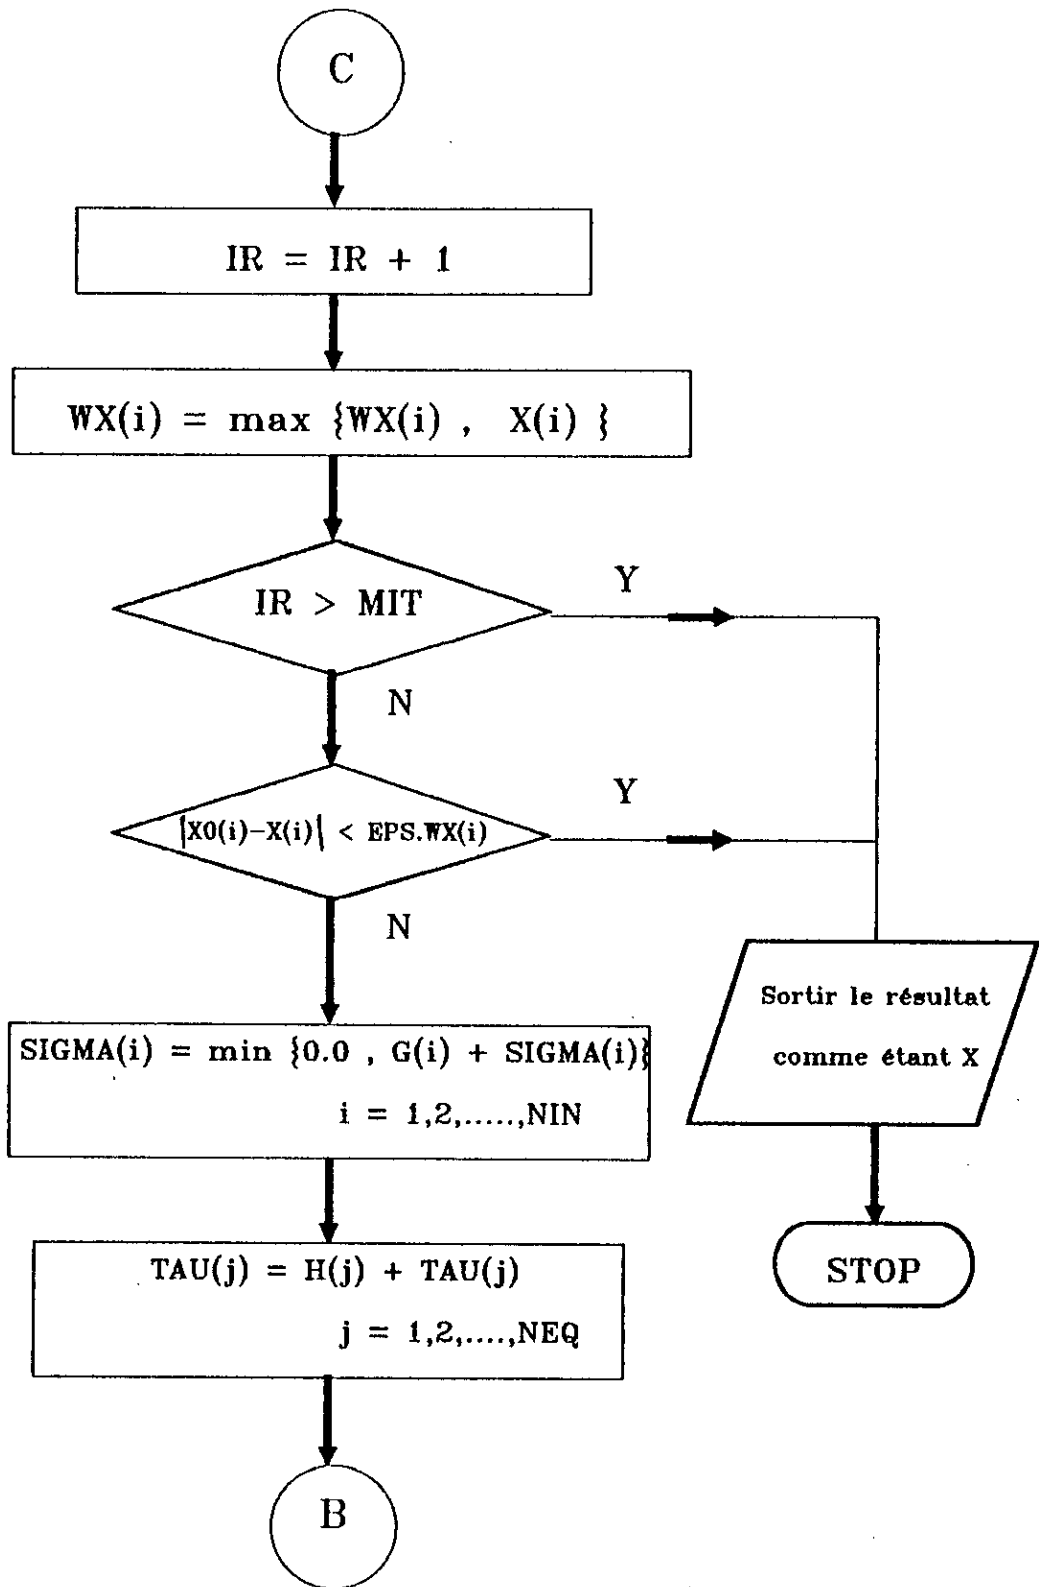 C
IR = IR + 1
WX(i) = max {WX(i) , X(i) }
IR > MIT
Y
N
|X0(i)-X(i)| < EPS.WX(i)
Y
N
SIGMA(i) = min {0.0 , G(i) + SIGMA(i)}
i = 1,2,.....,NIN
Sortir le résultat
comme étant X
STOP
TAU(j) = H(j) + TAU(j)
j = 1,2,....,NEQ
B